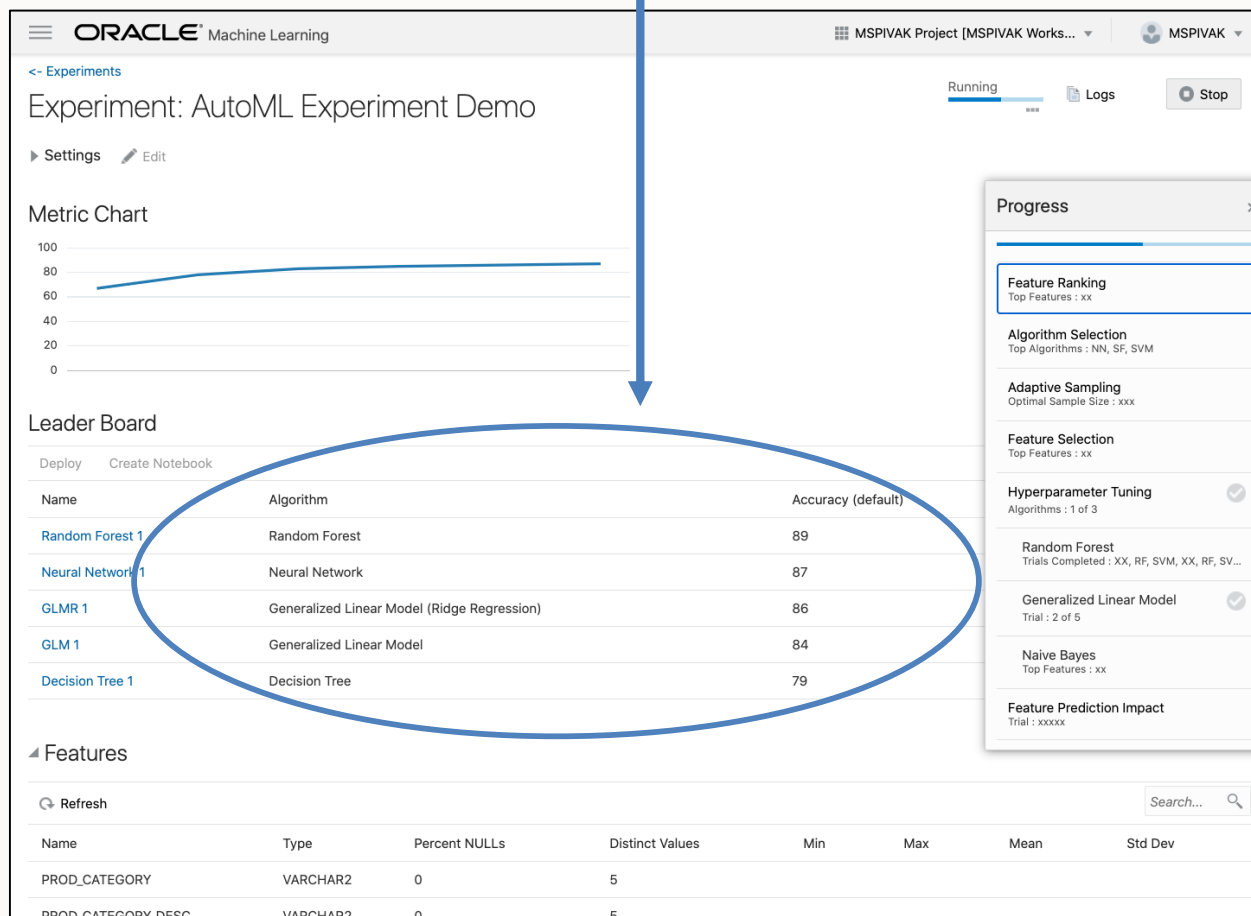 ORACLE Machine Learning
MSPIVAK Project [MSPIVAK Works...
MSPIVAK
<- Experiments
Experiment: AutoML Experiment Demo
Running
Logs
Stop
Settings
Edit
Metric Chart
100
80
60
40
20
0
Leader Board
Deploy Create Notebook
Name Algorithm Accuracy (default)
Random Forest 1 Random Forest 89
Neural Network 1 Neural Network 87
GLMR 1 Generalized Linear Model (Ridge Regression) 86
GLM 1 Generalized Linear Model 84
Decision Tree 1 Decision Tree 79
Progress
Feature Ranking
Top Features : xx
Algorithm Selection
Top Algorithms : NN, SF, SVM
Adaptive Sampling
Optimal Sample Size : xxx
Feature Selection
Top Features : xx
Hyperparameter Tuning
Algorithms : 1 of 3
Random Forest
Trials Completed : XX, RF, SVM, XX, RF, SV...
Generalized Linear Model
Trial : 2 of 5
Naive Bayes
Top Features : xx
Feature Prediction Impact
Trial : xxxxx
Features
Refresh
Search...
Name Type Percent NULLs Distinct Values Min Max Mean Std Dev
PROD_CATEGORY VARCHAR2 0 5
PROD_CATEGORY_DESC VARCHAR2 0 5